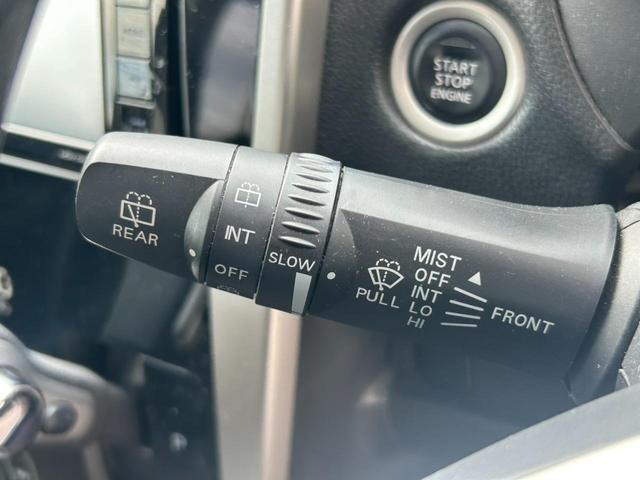 START
STOP
ENGINE
REAR
INT
OFF
SLOW
PULL
MIST
OFF
INT
LO
HI
FRONT